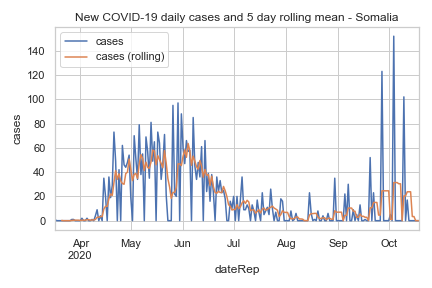 New COVID-19 daily cases and 5 day rolling mean - Somalia
cases
cases (rolling)
140
120
100
80
60
40
20
0
cases
Apr
2020
May
Jun
Jul
Aug
Sep
Oct
dateRep